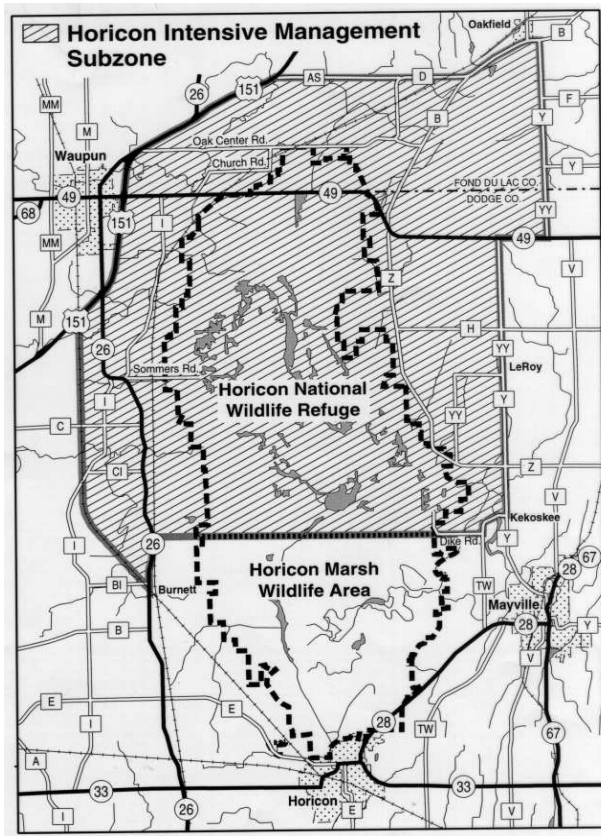 Horicon Intensive Management
Subzone
Oakfield
B
151
26
AS
D
MM
M
B
F
Y
Oak Center Rd.
Waupun
Church Rd.
Y
FOND DU LAC CO.
DODGE CO.
49
49
68
151
I
YY
49
MM
Z
V
M
151
H
26
YY
Sommers Rd.
LeRoy
Horicon National
Wildlife Refuge
I
YY
Y
C
CI
Z
V
Kekoskee
26
Dike Rd.
Y
67
I
28
Horicon Marsh
Wildlife Area
BI
Burnett
TW
Mayville
28
Y
B
V
E
E
28
I
TW
67
A
33
33
Horicon
26
E
I
V